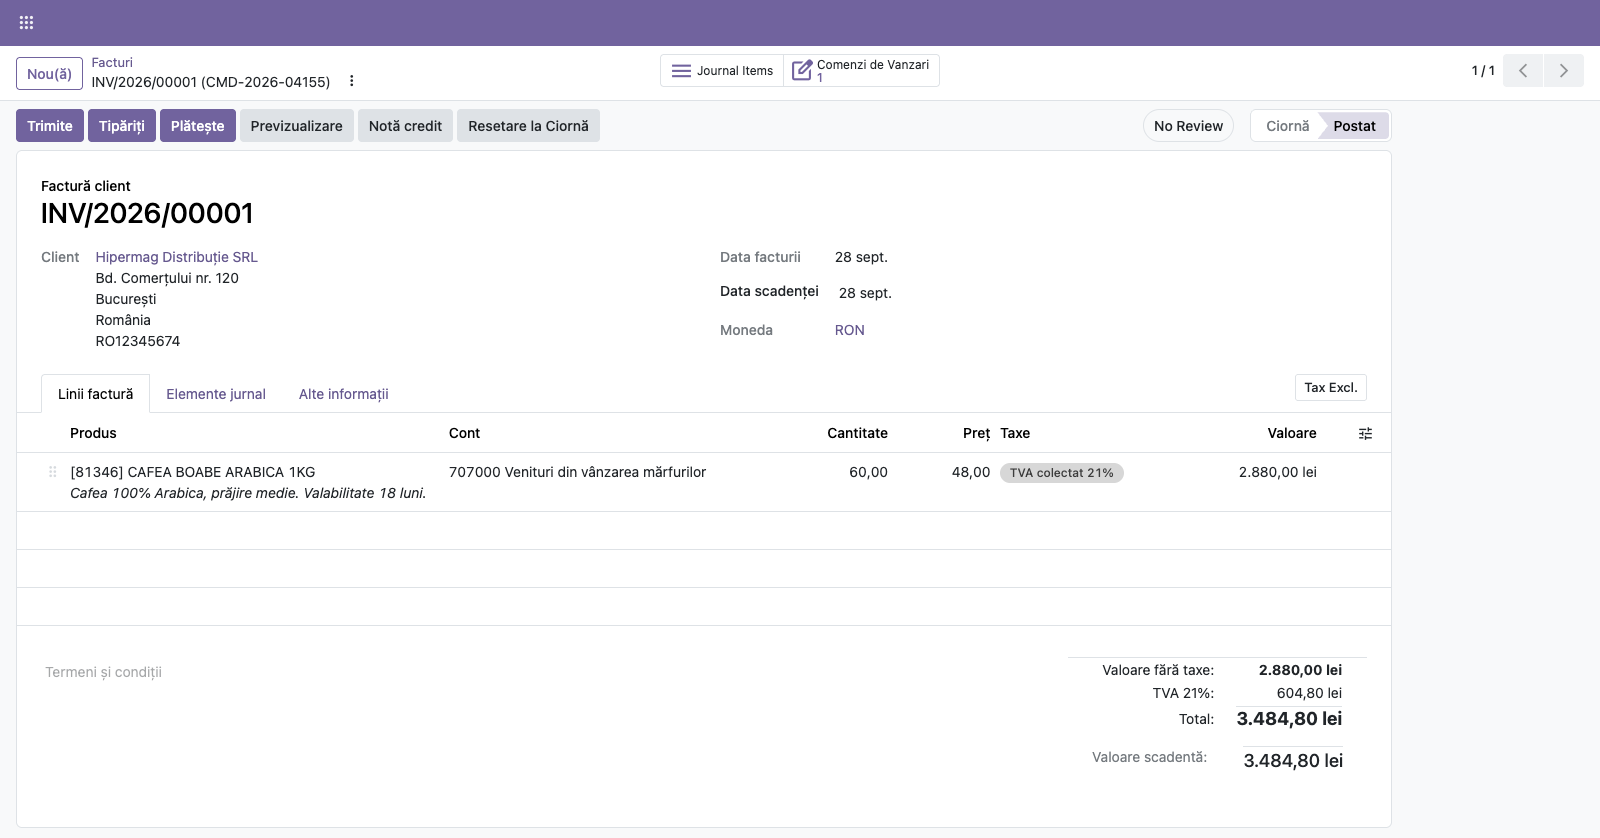 Nou(ă)
Facturi
INV/2026/00001 (CMD-2026-04155)
Journal Items
Comenzi de Vanzari
1
1 / 1
Trimite
Tipăriți
Plătește
Previzualizare
Notă credit
Resetare la Ciornă
No Review
Ciornă
Postat
Factură client
INV/2026/00001
Client
Hipermag Distribuție SRL
Bd. Comerțului nr. 120
București
România
RO12345674
Data facturii
28 sept.
Data scadenței
28 sept.
Moneda
RON
Linii factură
Elemente jurnal
Alte informații
Tax Excl.
Produs Cont Cantitate Preț Taxe Valoare
[81346] CAFEA BOABE ARABICA 1KG 707000 Venituri din vânzarea mărfurilor 60,00 48,00 TVA colectat 21% 2.880,00 lei
Cafea 100% Arabica, prăjire medie. Valabilitate 18 luni.
Termeni și condiții
Valoare fără taxe: 2.880,00 lei
TVA 21%: 604,80 lei
Total: 3.484,80 lei
Valoare scadentă: 3.484,80 lei